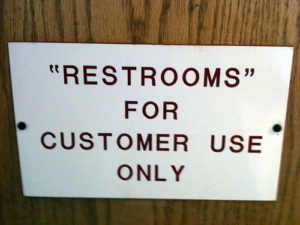 “RESTROOMS”
FOR
CUSTOMER USE
ONLY